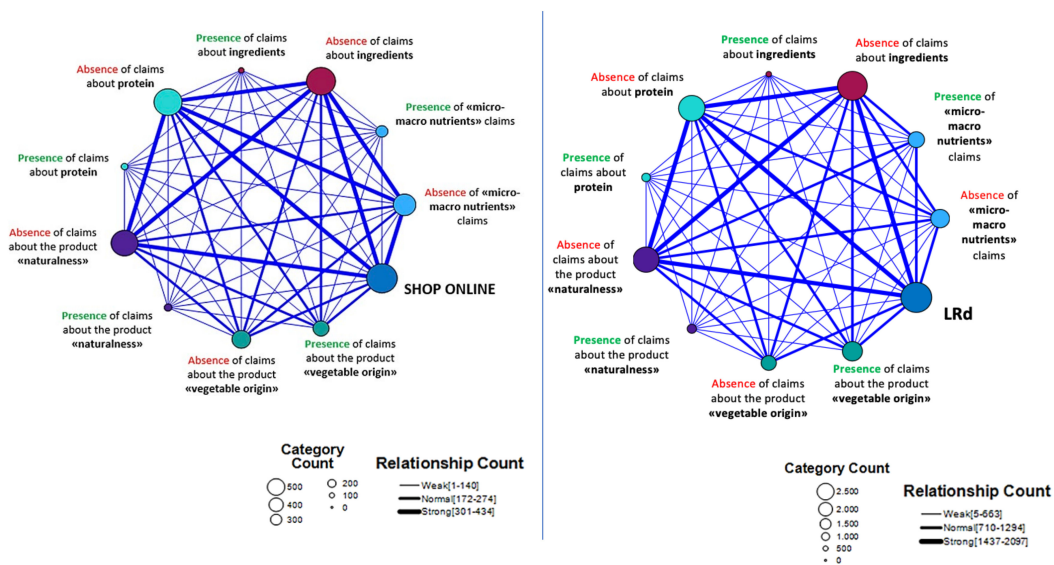 Presence of claims
about ingredients
Absence of claims
about ingredients
Absence of claims
about protein
Presence of «micro-
macro nutrients» claims
Presence of claims
about protein
Absence of «micro-
macro nutrients»
claims
Absence of claims
about the product
«naturalness»
SHOP ONLINE
Presence of claims
about the product
«naturalness»
Absence of claims
about the product
«vegetable origin»
Presence of claims
about the product
«vegetable origin»
Category
Count
500
400
300
200
100
0
Relationship Count
Weak[1-140]
Normal[172-274]
Strong[301-434]
Presence of claims
about ingredients
Absence of claims
about ingredients
Absence of claims
about protein
Presence of
«micro-
macro
nutrients»
claims
Presence of
claims about
protein
Absence of
«micro-
macro
nutrients»
claims
Absence of
claims about
the product
«naturalness»
LRd
Presence of claims
about the product
«naturalness»
Absence of claims
about the product
«vegetable origin»
Presence of claims
about the product
«vegetable origin»
Category Count
2.500
2.000
1.500
1.000
500
0
Relationship Count
Weak[5-663]
Normal[710-1294]
Strong[1437-2097]